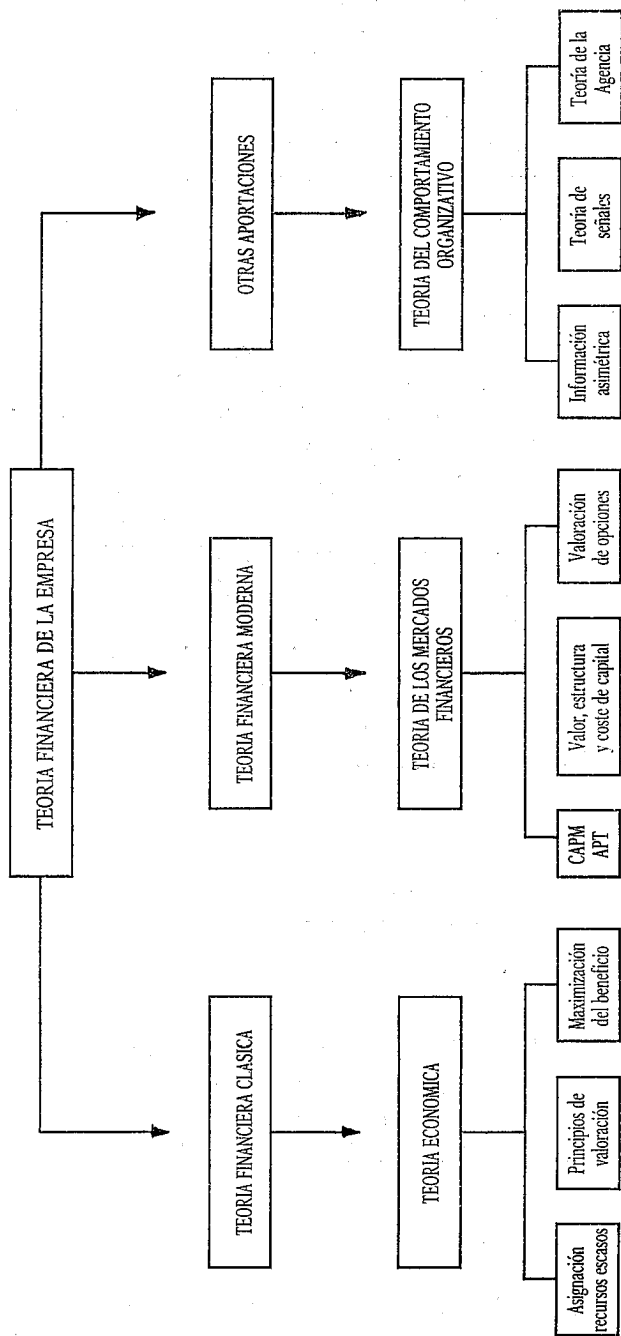 TEORIA FINANCIERA DE LA EMPRESA
TEORIA FINANCIERA CLASICA
TEORIA FINANCIERA MODERNA
OTRAS APORTACIONES
TEORIA ECONOMICA
TEORIA DE LOS MERCADOS
FINANCIEROS
TEORIA DEL COMPORTAMIENTO
ORGANIZATIVO
Asignación
recursos escasos
Principios de
valoración
Maximización
del beneficio
CAPM
APT
Valor, estructura
y coste de capital
Valoración
de opciones
Información
asimétrica
Teoría de
señales
Teoría de la
Agencia